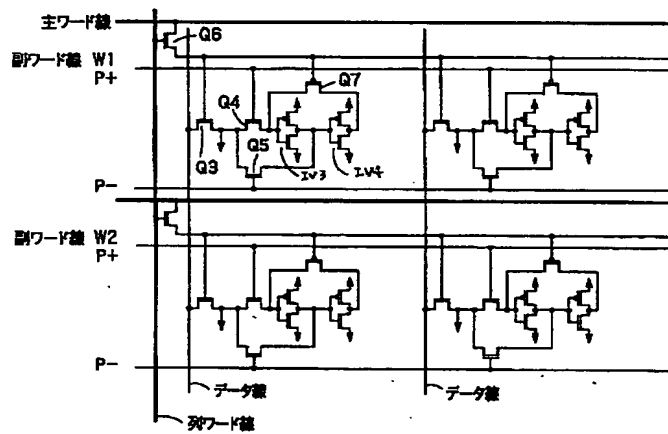 主ワード線
Q6
副ワード線 W1
P+
Q7
Q4
Q5
Q3
IV3
IV4
P-
副ワード線 W2
P+
P-
データ線
データ線
列ワード線